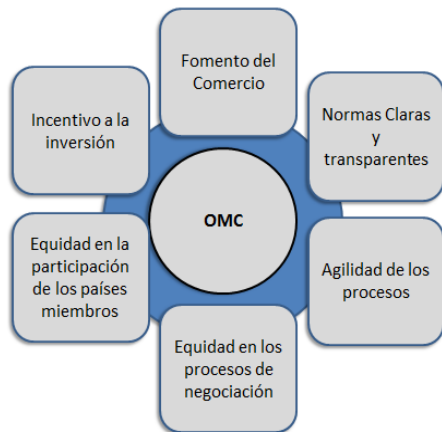 Fomento del
Comercio
Normas Claras
y
transparentes
Agilidad de los
procesos
Equidad en los
procesos de
negociación
Equidad en la
participación
de los países
miembros
Incentivo a la
inversión
OMC